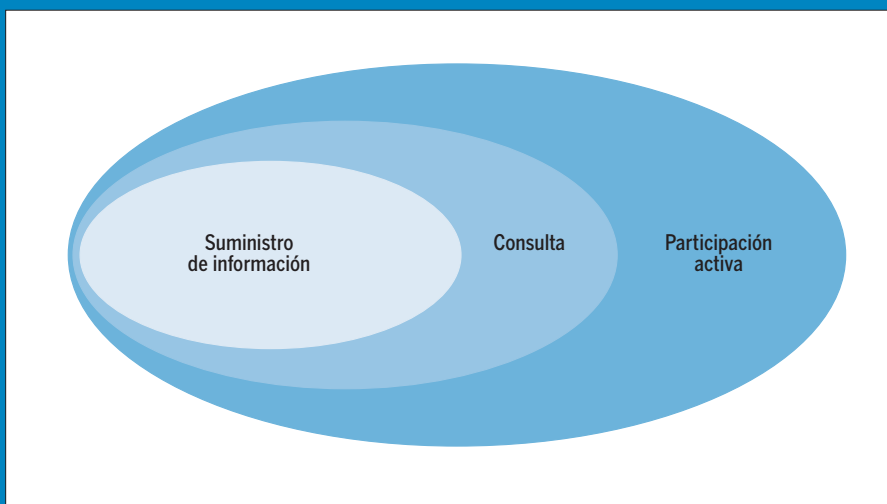 Suministro
de información
Consulta
Participación
activa